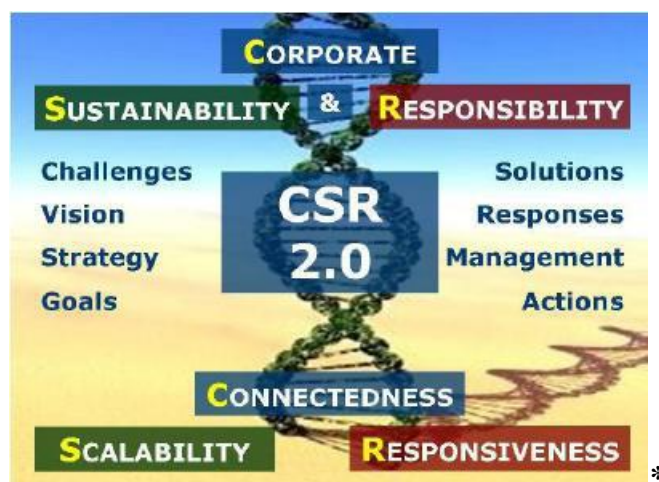 CORPORATE
SUSTAINABILITY & RESPONSIBILITY
Challenges Solutions
Vision Responses
Strategy Management
Goals Actions
CSR
2.0
CONNECTEDNESS
SCALABILITY RESPONSIVENESS
*